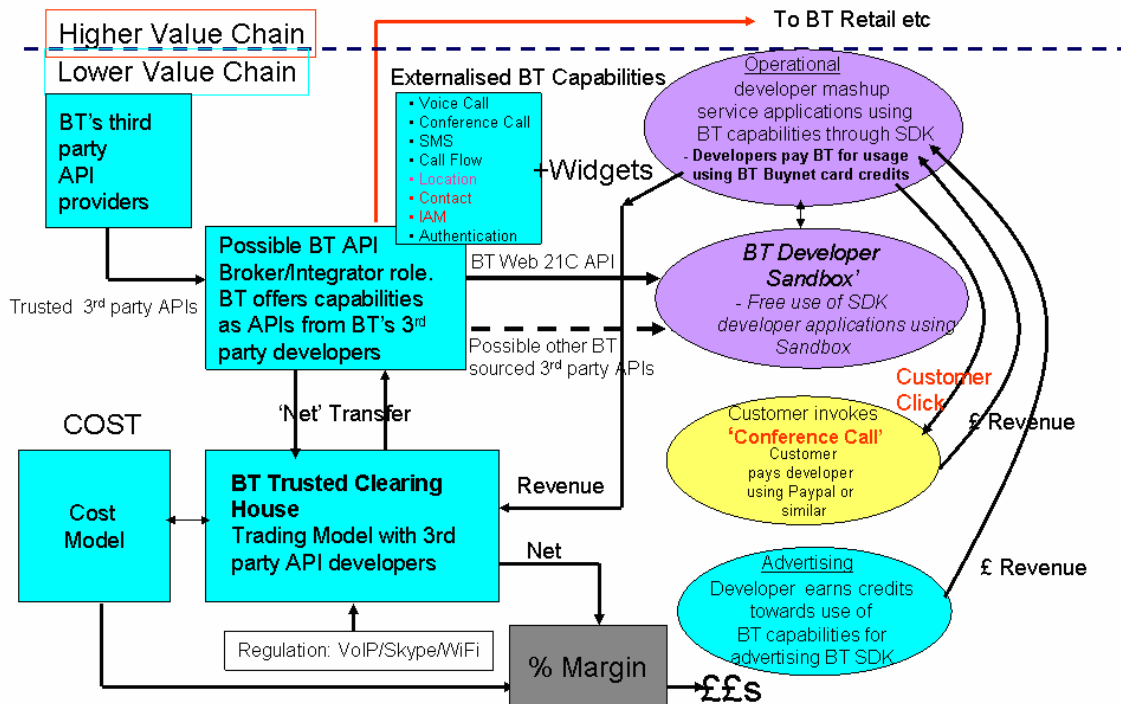 Higher Value Chain
To BT Retail etc
Lower Value Chain
BT's third
party
API
providers
Externalised BT Capabilities
▪ Voice Call
▪ Conference Call
▪ SMS
▪ Call Flow
▪ Location
▪ Contact
▪ IAM
▪ Authentication
+Widgets
Operational
developer mashup
service applications using
BT capabilities through SDK
- Developers pay BT for usage
using BT Buynet card credits
Trusted 3rd party APIs
Possible BT API
Broker/Integrator role.
BT offers capabilities
as APIs from BT's 3rd
party developers
BT Web 21C API
Possible other BT
sourced 3rd party APIs
BT Developer
Sandbox'
- Free use of SDK
developer applications using
Sandbox
'Net' Transfer
Customer
Click
£ Revenue
Customer invokes
'Conference Call'
Customer
pays developer
using Paypal or
similar
COST
Cost
Model
BT Trusted Clearing
House
Trading Model with 3rd
party API developers
Revenue
Net
£ Revenue
Advertising
Developer earns credits
towards use of
BT capabilities for
advertising BT SDK
Regulation: VoIP/Skype/WiFi
% Margin
££s